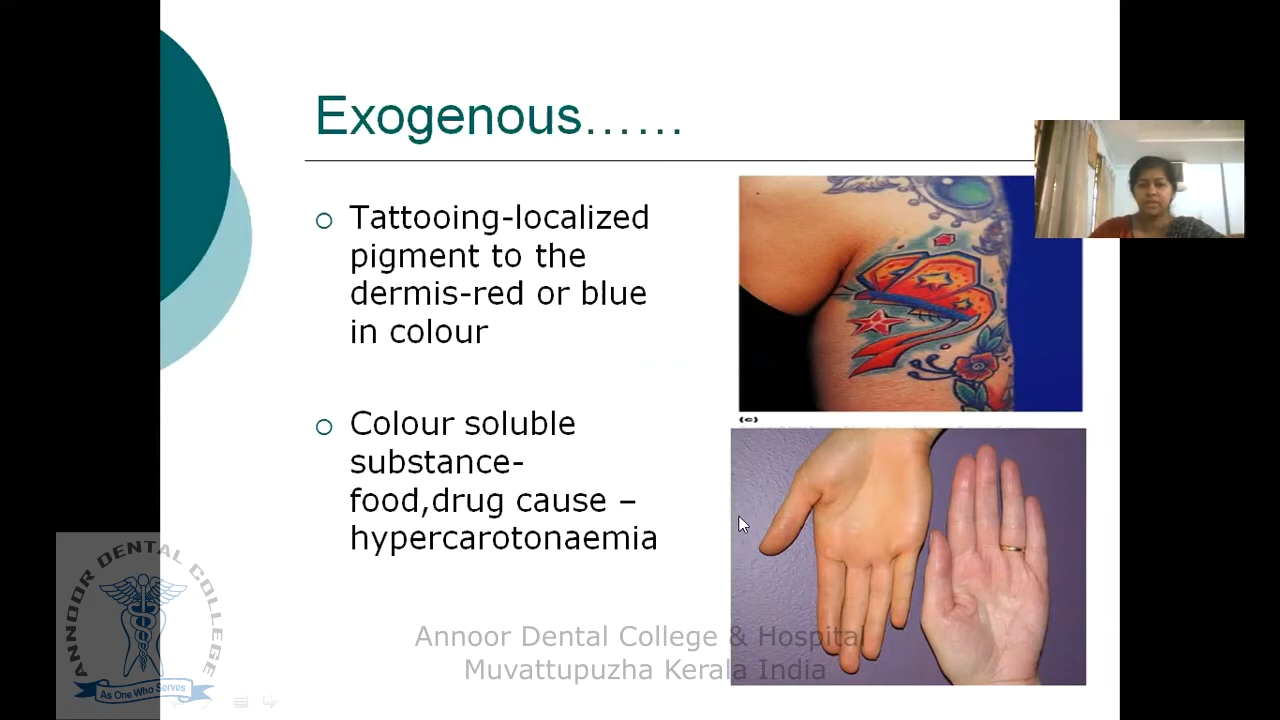 Exogenous......
Tattooing-localized
pigment to the
dermis-red or blue
in colour
Colour soluble
substance-
food,drug cause –
hypercarotonaemia
(c)
ANNOOR DENTAL COLLEGE
As One Who Serves
Annoor Dental College & Hospital
Muvattupuzha Kerala India